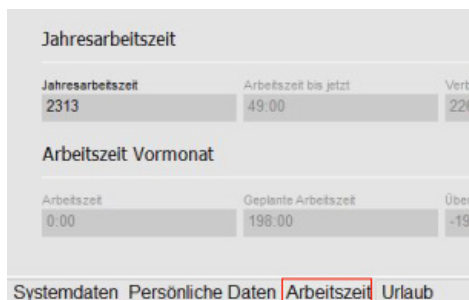 Jahresarbeitszeit
Jahresarbeitszeit Arbeitszeit bis jetzt
2313 49:00
Arbeitszeit Vormonat
Arbeitszeit Geplante Arbeitszeit
0:00 198:00
Systemdaten Persönliche Daten Arbeitszeit Urlaub